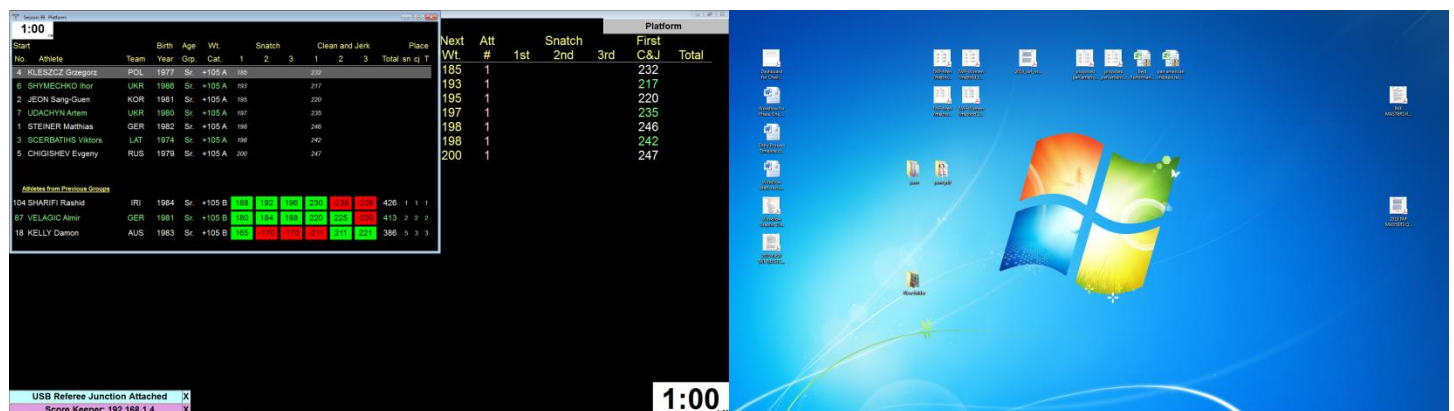 Session 99 Platform
1:00
Start Birth Age Wt. Snatch Clean and Jerk Place
No. Athlete Team Year Grp. Cat. 1 2 3 1 2 3 Total sn cj T
4 KLESZCZ Grzegorz POL 1977 Sr. +105 A 185 232
6 SHYMECHKO Ihor UKR 1986 Sr. +105 A 193 217
2 JEON Sang-Guen KOR 1981 Sr. +105 A 195 220
7 UDACHYN Artem UKR 1980 Sr. +105 A 197 235
1 STEINER Matthias GER 1982 Sr. +105 A 198 246
3 SCERBATIHS Viktors LAT 1974 Sr. +105 A 198 242
5 CHIGISHEV Evgeny RUS 1979 Sr. +105 A 200 247
Athletes from Previous Groups
104 SHARIFI Rashid IRI 1984 Sr. +105 B 188 192 196 230 -238 -238 426 1 1 1
87 VELAGIC Almir GER 1981 Sr. +105 B 180 184 188 220 225 -230 413 2 2 2
18 KELLY Damon AUS 1983 Sr. +105 B 165 -170 -170 -211 211 221 386 5 3 3
Platform
Next Att Snatch First
Wt. # 1st 2nd 3rd C&J Total
185 1 232
193 1 217
195 1 220
197 1 235
198 1 246
198 1 242
200 1 247
USB Referee Junction Attached X
Score Keeper: 192.168.1.4 X
1:00